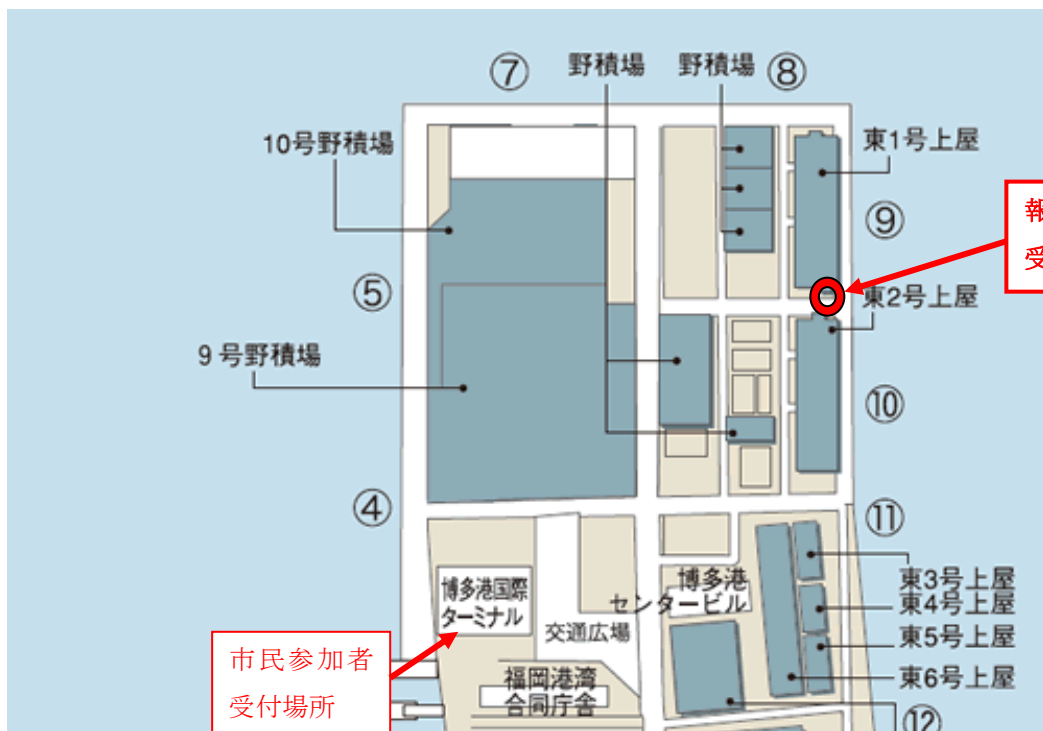 ⑦
野積場
野積場
⑧
10号野積場
東1号上屋
⑨
報
受
⑤
東2号上屋
9号野積場
⑩
④
⑪
博多港国際
ターミナル
博多港
センタービル
東3号上屋
東4号上屋
交通広場
東5号上屋
市民参加者
受付場所
福岡港湾
合同庁舎
東6号上屋
⑫